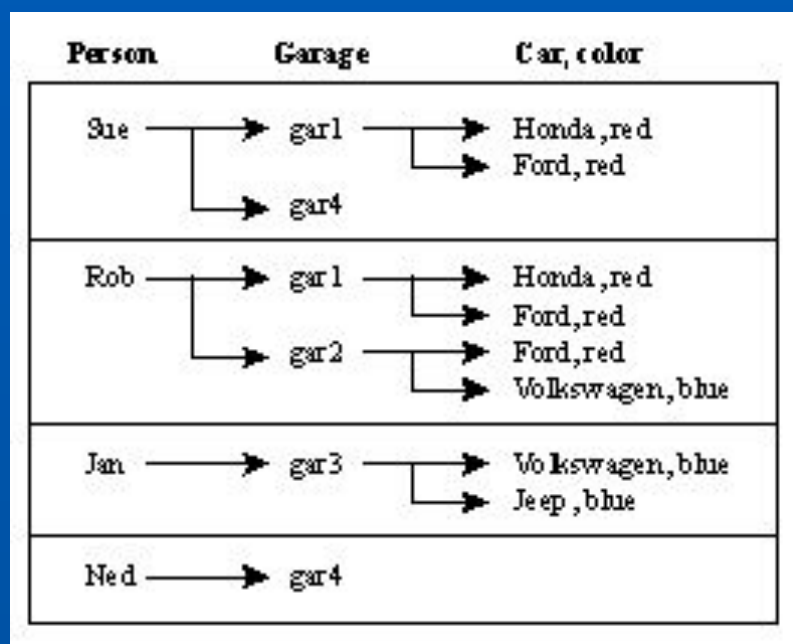 Person Garage Car, color
Sue gar1 Honda,red
Ford,red
gar4
Rob gar1 Honda,red
Ford,red
gar2 Ford,red
Volkswagen,blue
Jan gar3 Volkswagen,blue
Jeep,blue
Ned gar4